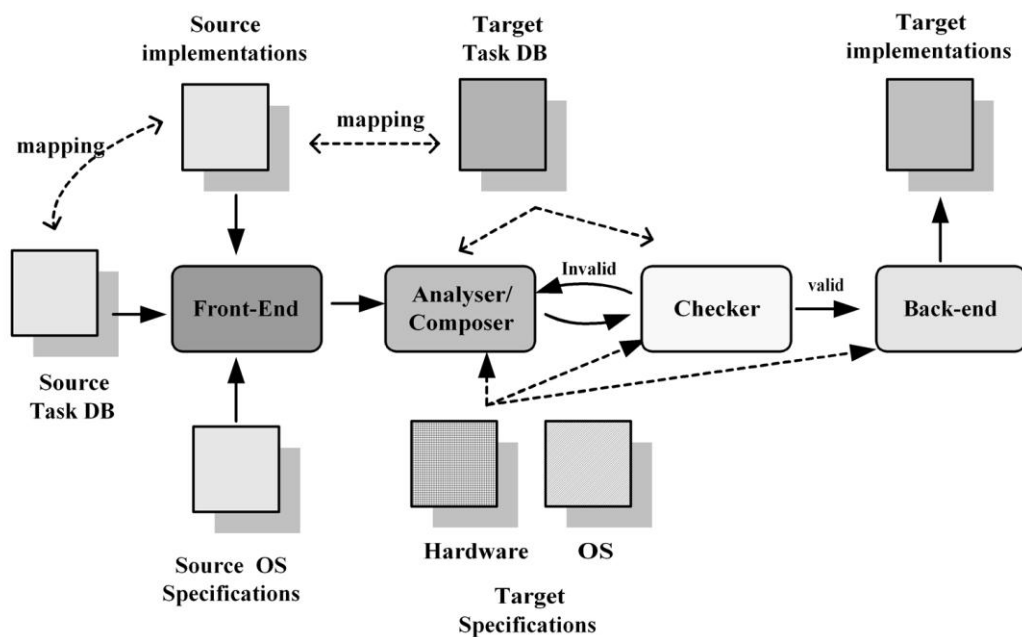 Source
implementations
Target
Task DB
Target
implementations
mapping
mapping
Front-End
Analyser/
Composer
Invalid
Checker
valid
Back-end
Source
Task DB
Hardware
OS
Source OS
Specifications
Target
Specifications